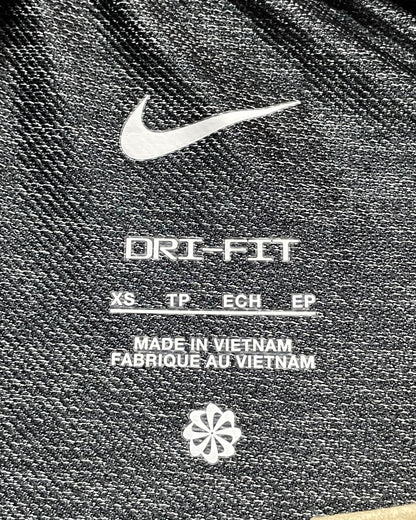 DRI-FIT
XS TP ECH EP
MADE IN VIETNAM
FABRIQUE AU VIETNAM